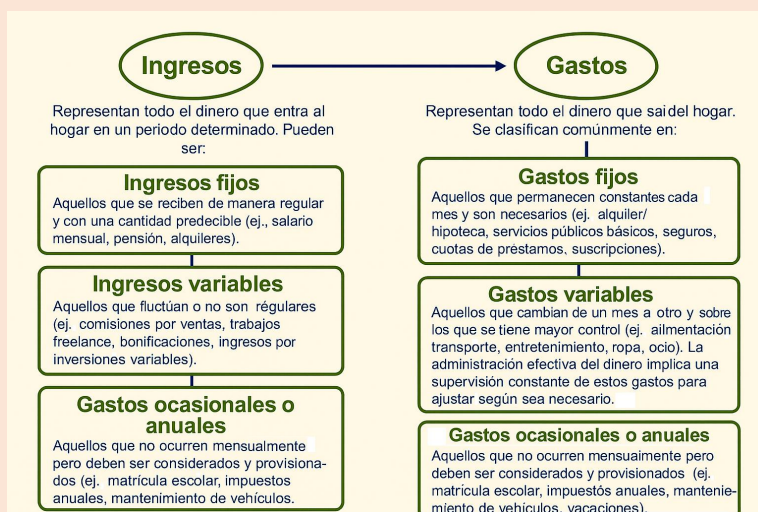 Ingresos
Representan todo el dinero que entra al
hogar en un periodo determinado. Pueden
ser:
Ingresos fijos
Aquellos que se reciben de manera regular
y con una cantidad predecible (ej., salario
mensual, pensión, alquileres).
Ingresos variables
Aquellos que fluctúan o no son régulares
(ej. comisiones por ventas, trabajos
freelance, bonificaciones, ingresos por
inversiones variables).
Gastos ocasionales o
anuales
Aquellos que no ocurren mensualmente
pero deben ser considerados y provisiona-
dos (ej. matrícula escolar, impuestos
anuales, mantenimiento de vehículos.
Gastos
Representan todo el dinero que saidel hogar.
Se clasifican comúnmente en:
Gastos fijos
Aquellos que permanecen constantes cada
mes y son necesarios (ej. alquiler/
hipoteca, servicios públicos básicos, seguros,
cuotas de préstamos, suscripciones).
Gastos variables
Aquellos que cambian de un mes a otro y sobre
los que se tiene mayor control (ej. ailmentación
transporte, entretenimiento, ropa, ocio). La
administración efectiva del dinero implica una
supervisión constante de estos gastos para
ajustar según sea necesario.
Gastos ocasionales o anuales
Aquellos que no ocurren mensuaimente pero
deben ser considerados y provisionados (ej.
matrícula escolar, impuestós anuales, mantenie-
miento de vehículos, vacaciones).